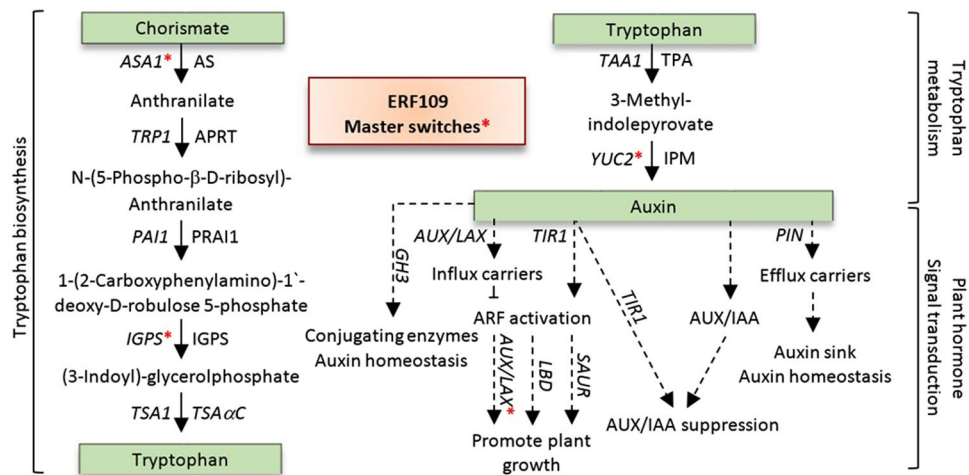 Tryptophan biosynthesis
Chorismate
ASA1* AS
Anthranilate
TRP1 APRT
N-(5-Phospho-β-D-ribosyl)-
Anthranilate
PAI1 PRAI1
1-(2-Carboxyphenylamino)-1`-
deoxy-D-robulose 5-phosphate
IGPS* IGPS
(3-Indoyl)-glycerolphosphate
TSA1 TSAαC
Tryptophan
ERF109
Master switches*
Tryptophan
TAA1 TPA
3-Methyl-
indolepyrovate
YUC2* IPM
Auxin
GH3
Conjugating enzymes
Auxin homeostasis
AUX/LAX
Influx carriers
TIR1
ARF activation
AUX/LAX*
LBD
SAUR
Promote plant
growth
TIR1
AUX/IAA
AUX/IAA suppression
PIN
Efflux carriers
Auxin sink
Auxin homeostasis
Tryptophan
metabolism
Plant hormone
Signal transduction